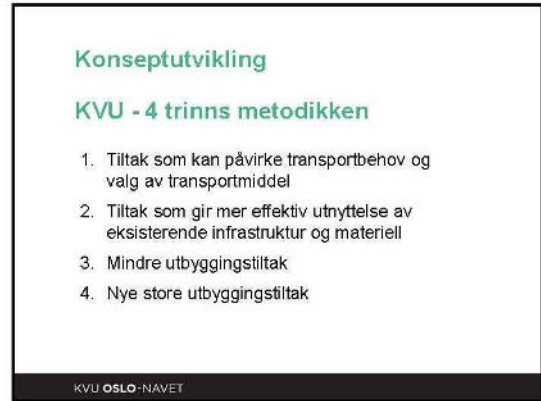 Konseptutvikling
KVU - 4 trinns metodikken
1. Tiltak som kan påvirke transportbehov og
valg av transportmiddel
2. Tiltak som gir mer effektiv utnyttelse av
eksisterende infrastruktur og materiell
3. Mindre utbyggingstiltak
4. Nye store utbyggingstiltak
KVU OSLO-NAVET